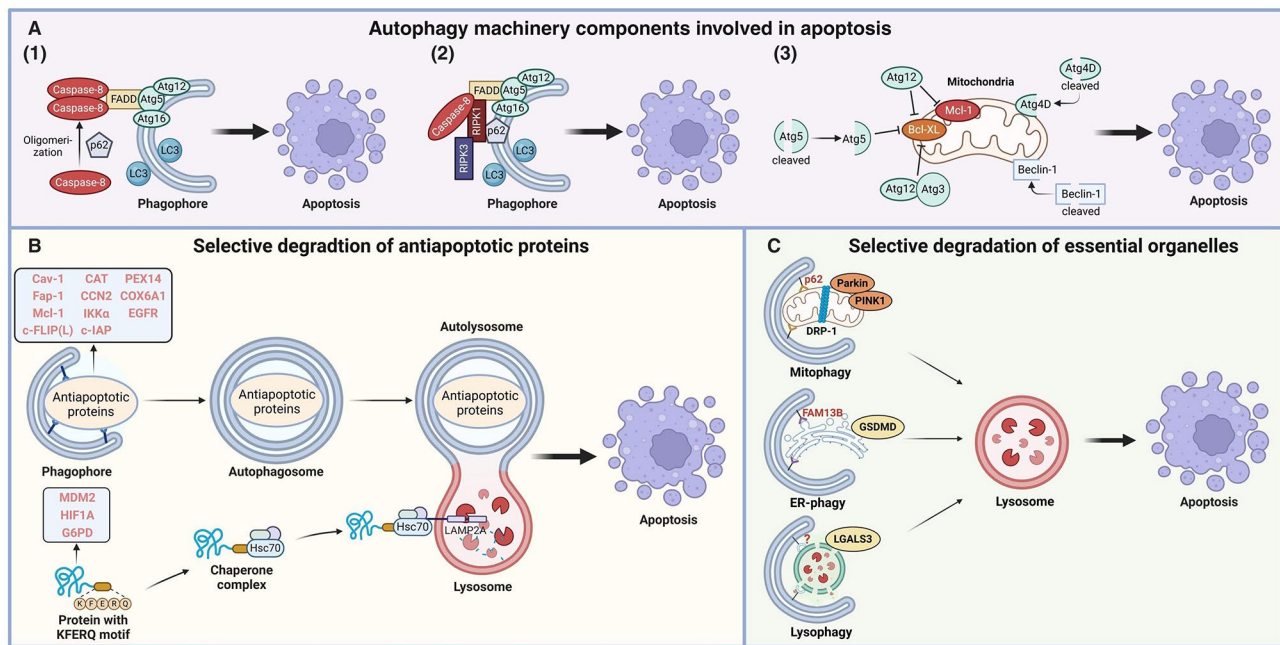 A
Autophagy machinery components involved in apoptosis
(1)
Caspase-8
Caspase-8
FADD
Atg5
Atg12
Atg16
Oligomeri-
zation
p62
Caspase-8
LC3
LC3
Phagophore
Apoptosis
(2)
Caspase-8
FADD
Atg5
Atg12
Atg16
RIPK1
RIPK3
p62
LC3
LC3
Phagophore
Apoptosis
(3)
Atg12
Mitochondria
Atg4D
cleaved
Atg4D
Mcl-1
Bcl-XL
Atg5
cleaved
Atg5
Atg12
Atg3
Beclin-1
Beclin-1
cleaved
Apoptosis
B
Selective degradtion of antiapoptotic proteins
Cav-1 CAT PEX14
Fap-1 CCN2 COX6A1
Mcl-1 IKKα EGFR
c-FLIP(L) c-IAP
Antiapoptotic
proteins
Phagophore
Antiapoptotic
proteins
Autophagosome
Autolysosome
Antiapoptotic
proteins
MDM2
HIF1A
G6PD
K F E R Q
Protein with
KFERQ motif
Hsc70
Chaperone
complex
Hsc70
LAMP2A
Lysosome
Apoptosis
C
Selective degradation of essential organelles
p62
Parkin
PINK1
DRP-1
Mitophagy
FAM13B
GSDMD
ER-phagy
?
LGALS3
Lysophagy
Lysosome
Apoptosis